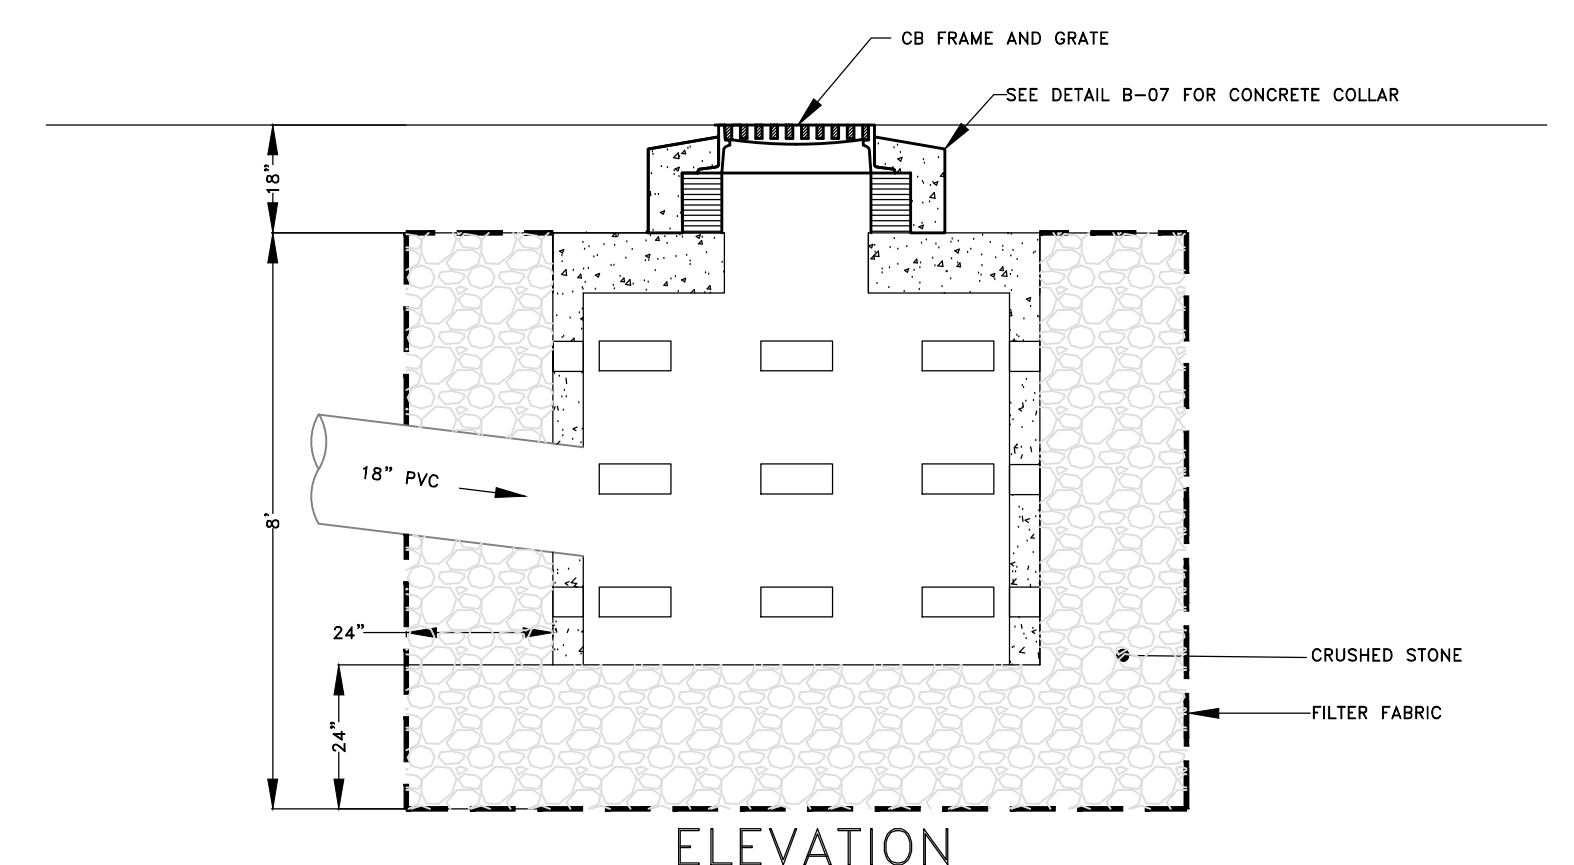 CB FRAME AND GRATE
SEE DETAIL B-07 FOR CONCRETE COLLAR
18"
18" PVC
8'
24"
CRUSHED STONE
24"
FILTER FABRIC
ELEVATION